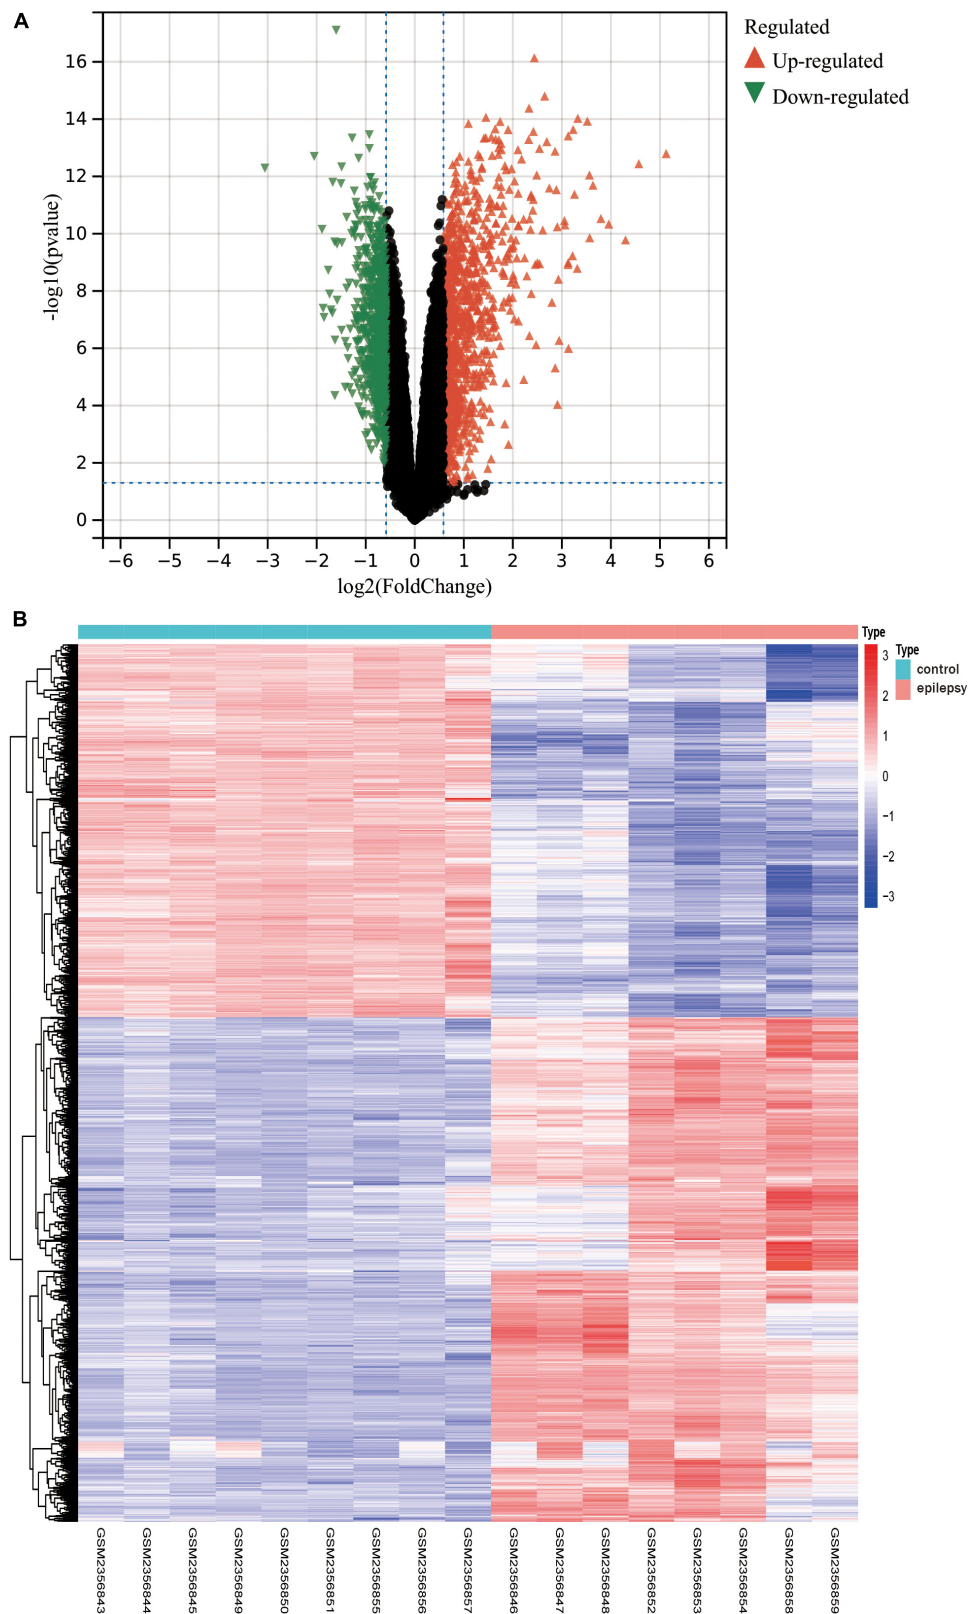 A
Regulated
Up-regulated
Down-regulated
-log10(pvalue)
16
14
12
10
8
6
4
2
0
−6 −5 −4 −3 −2 −1 0 1 2 3 4 5 6
log2(FoldChange)
B
Type
Type
control
epilepsy
3
2
1
0
−1
−2
−3
GSM2356843
GSM2356844
GSM2356845
GSM2356849
GSM2356850
GSM2356851
GSM2356855
GSM2356856
GSM2356857
GSM2356846
GSM2356847
GSM2356848
GSM2356852
GSM2356853
GSM2356854
GSM2356858
GSM2356859